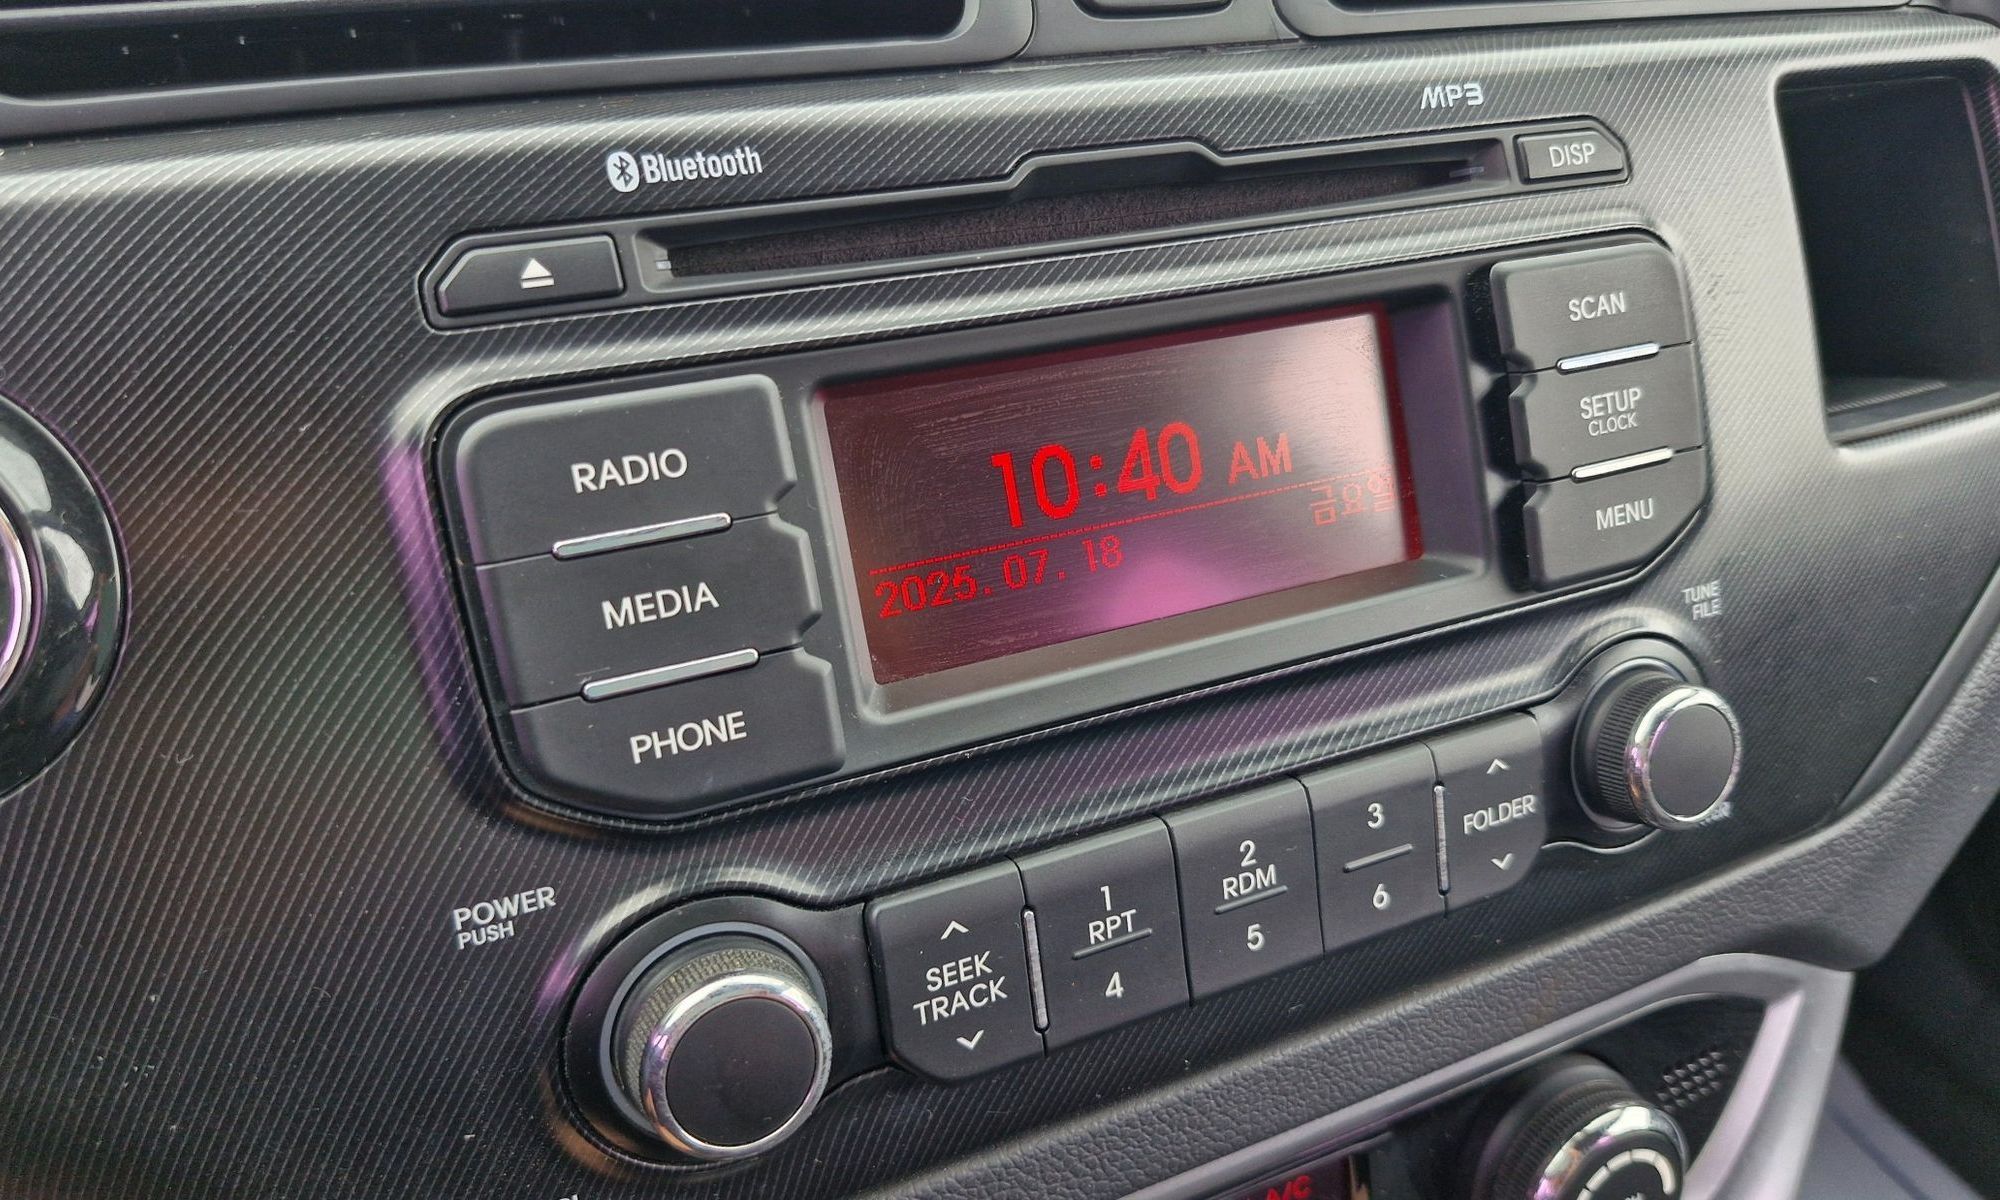 MP3
Bluetooth
DISP
SCAN
RADIO
10:40 AM
SETUP
CLOCK
금요일
2025.07.18
MEDIA
MENU
PHONE
TUNE
FILE
POWER
PUSH
SEEK
TRACK
1
RPT
4
2
RDM
5
3
6
FOLDER
A/C